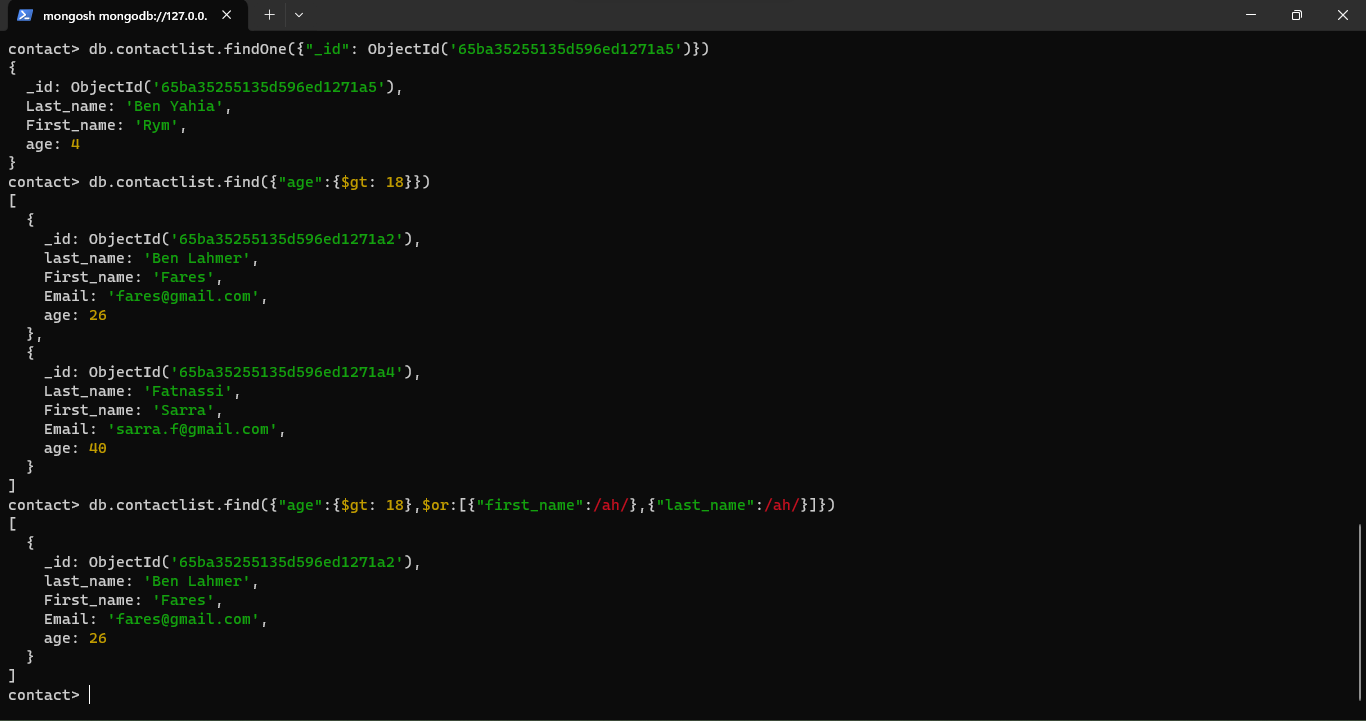 mongosh mongodb://127.0.0.
contact> db.contactlist.findOne({"_id": ObjectId('65ba35255135d596ed1271a5')})
{
  _id: ObjectId('65ba35255135d596ed1271a5'),
  Last_name: 'Ben Yahia',
  First_name: 'Rym',
  age: 4
}
contact> db.contactlist.find({"age":{$gt: 18}})
[
  {
    _id: ObjectId('65ba35255135d596ed1271a2'),
    last_name: 'Ben Lahmer',
    First_name: 'Fares',
    Email: 'fares@gmail.com',
    age: 26
  },
  {
    _id: ObjectId('65ba35255135d596ed1271a4'),
    Last_name: 'Fatnassi',
    First_name: 'Sarra',
    Email: 'sarra.f@gmail.com',
    age: 40
  }
]
contact> db.contactlist.find({"age":{$gt: 18},$or:[{"first_name":/ah/},{"last_name":/ah/}]})
[
  {
    _id: ObjectId('65ba35255135d596ed1271a2'),
    last_name: 'Ben Lahmer',
    First_name: 'Fares',
    Email: 'fares@gmail.com',
    age: 26
  }
]
contact>